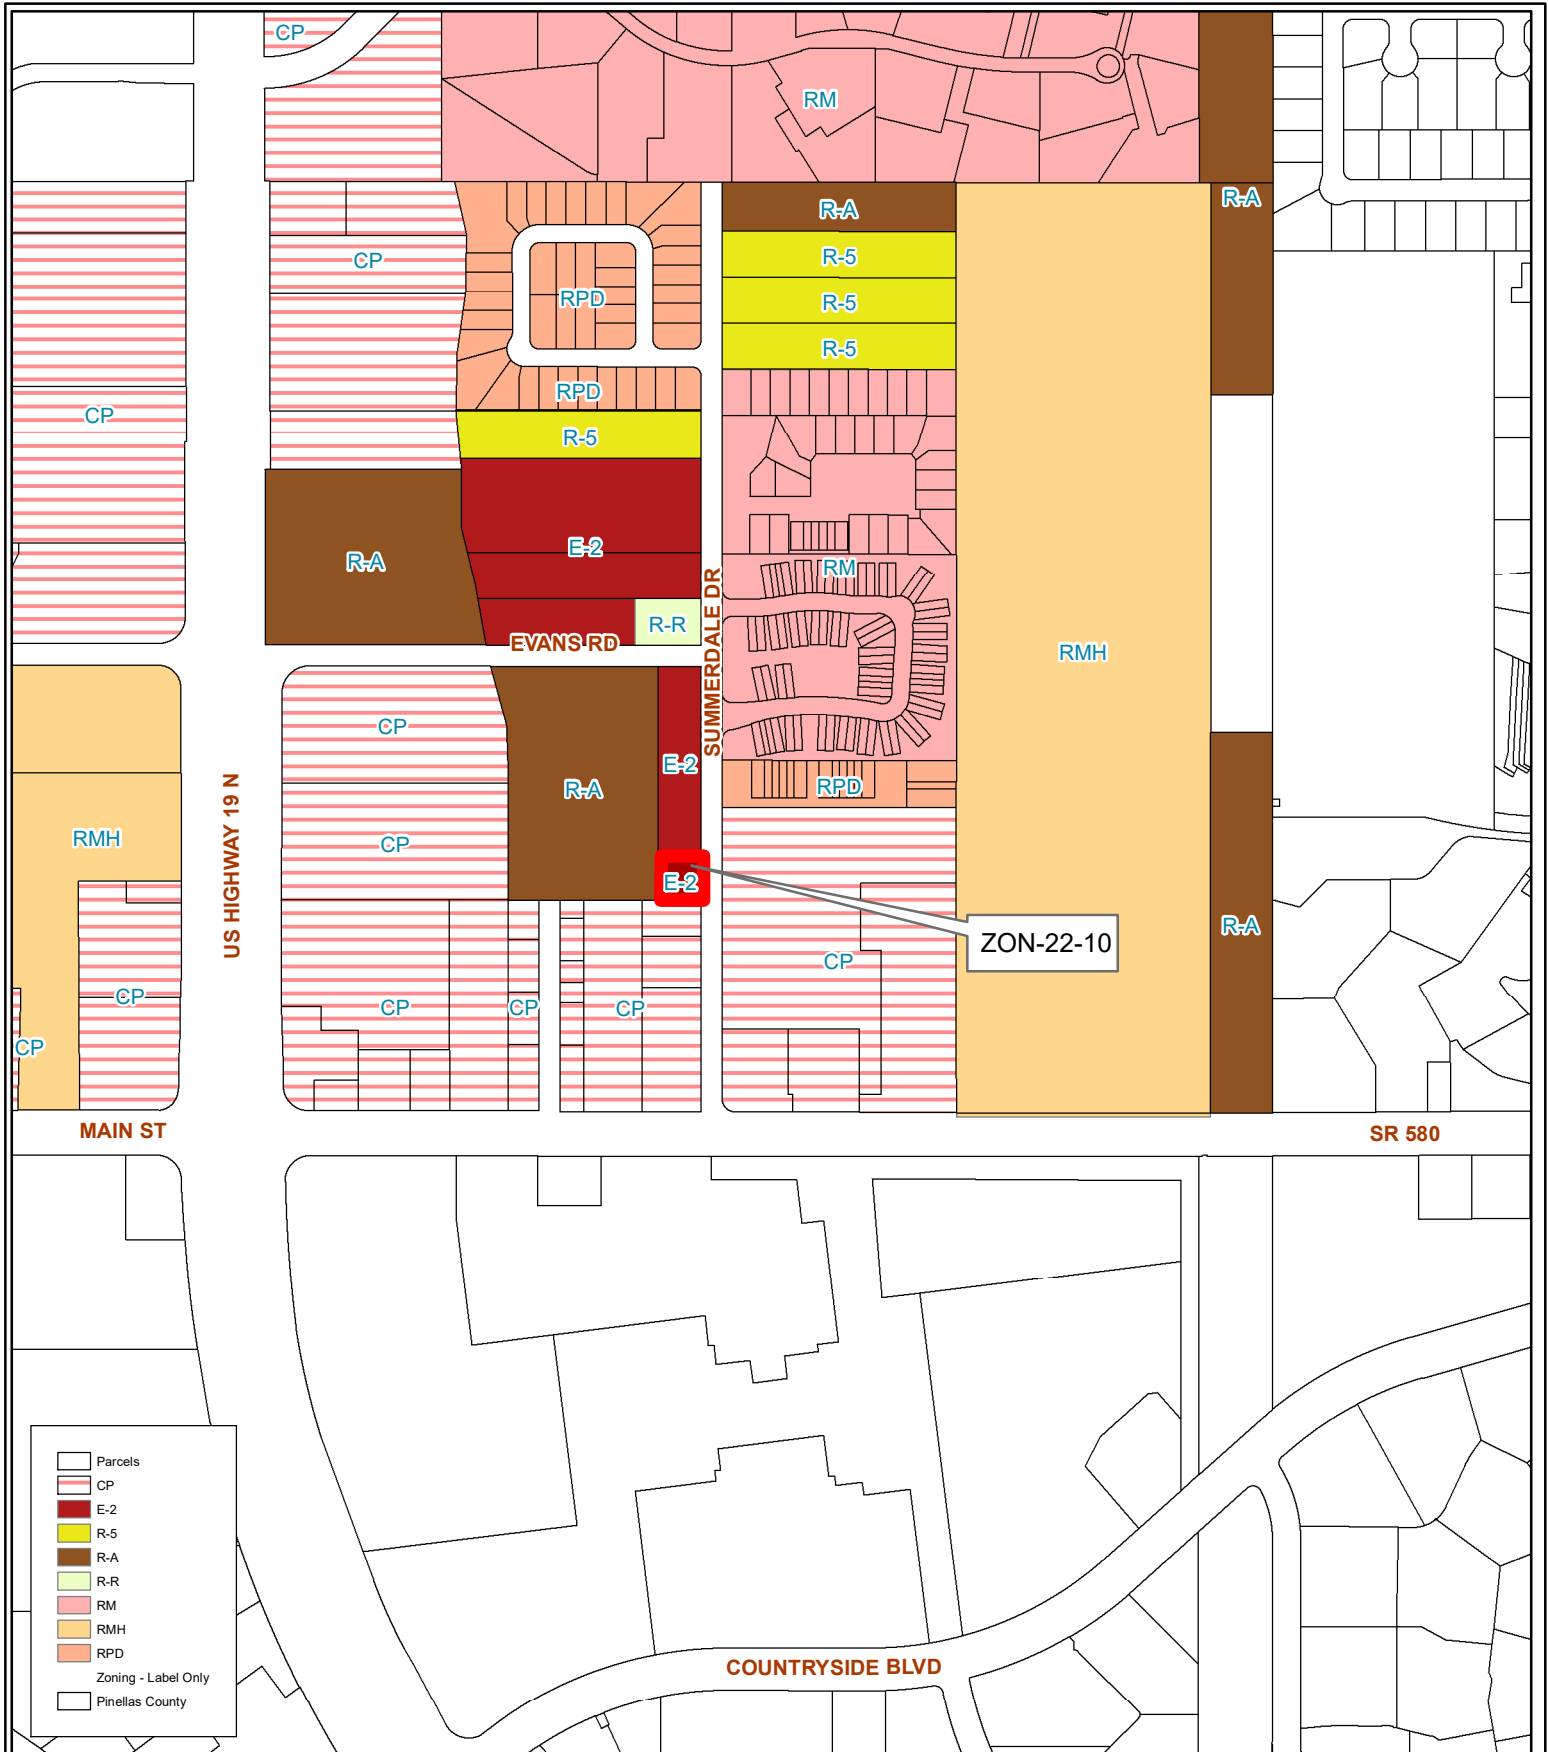 CP
RM
R-A
R-A
R-5
CP
RPD
R-5
R-5
RPD
CP
R-5
E-2
R-A
RM
R-R
EVANS RD
SUMMERDALE DR
RMH
CP
E-2
R-A
RPD
US HIGHWAY 19 N
RMH
CP
E-2
R-A
ZON-22-10
CP
CP
CP
CP
CP
CP
MAIN ST
SR 580
Parcels
CP
E-2
R-5
R-A
R-R
RM
RMH
RPD
Zoning - Label Only
Pinellas County
COUNTRYSIDE BLVD